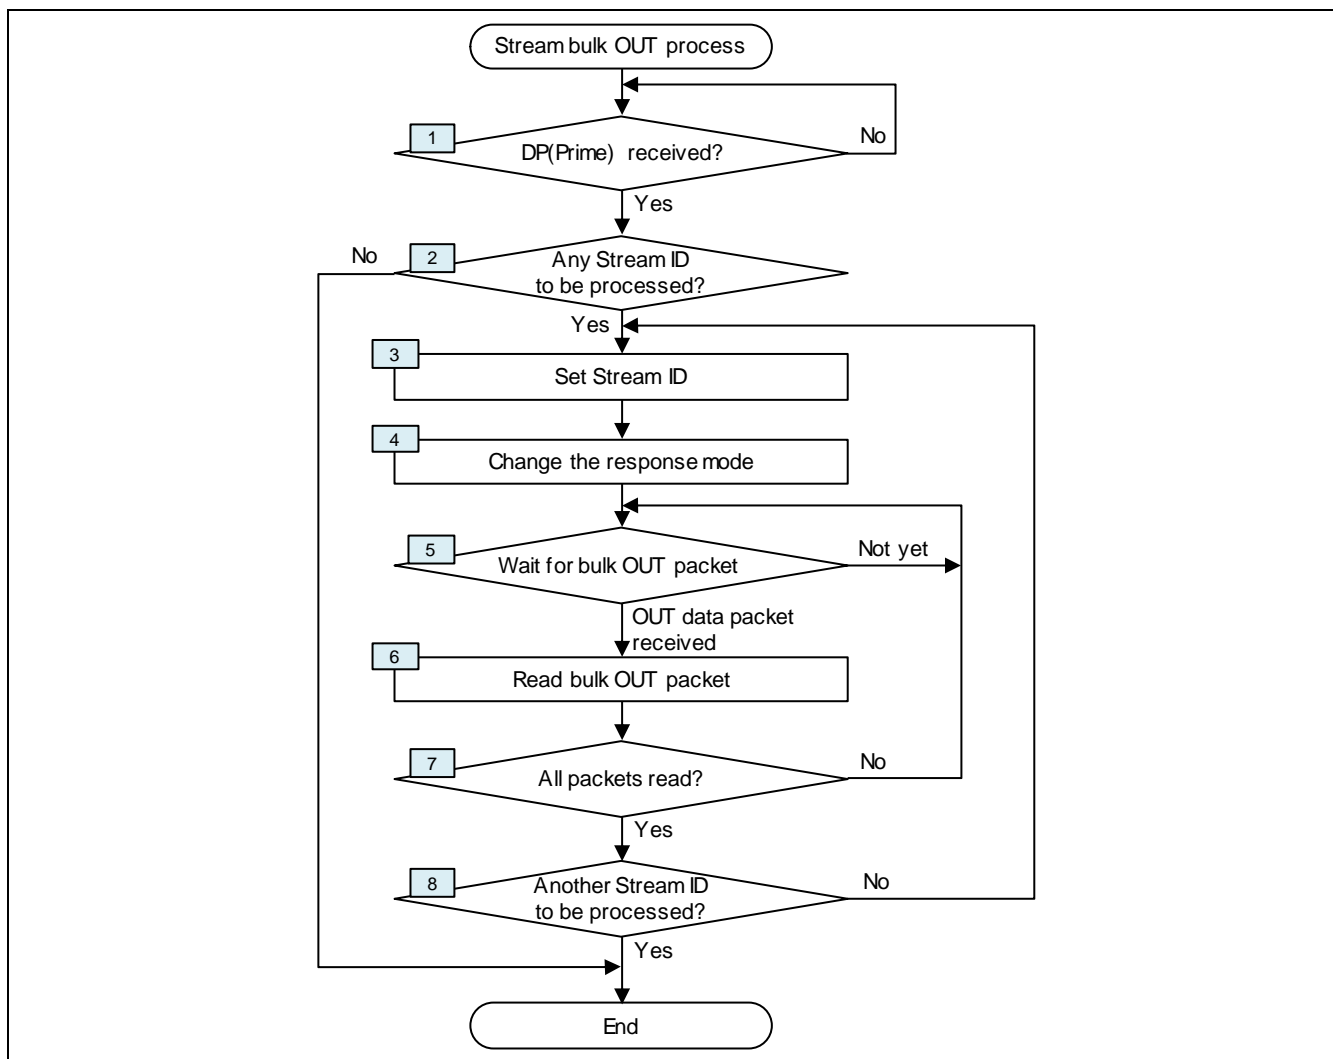 Stream bulk OUT process
1
DP(Prime) received?
No
Yes
No
2
Any Stream ID
to be processed?
Yes
3
Set Stream ID
4
Change the response mode
5
Wait for bulk OUT packet
Not yet
OUT data packet
received
6
Read bulk OUT packet
7
All packets read?
No
Yes
8
Another Stream ID
to be processed?
No
Yes
End